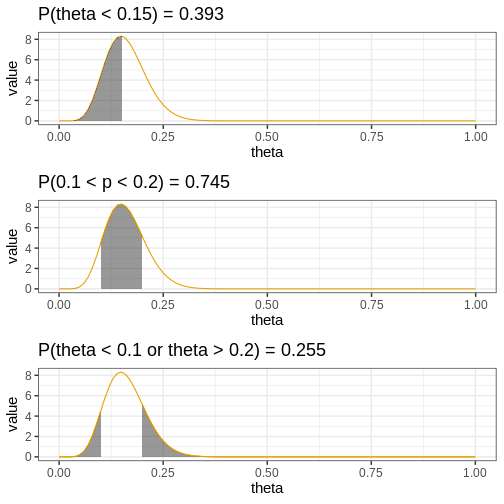 P(theta < 0.15) = 0.393
8
6
4
2
0
value
0.00 0.25 0.50 0.75 1.00
theta
P(0.1 < p < 0.2) = 0.745
8
6
4
2
0
value
0.00 0.25 0.50 0.75 1.00
theta
P(theta < 0.1 or theta > 0.2) = 0.255
8
6
4
2
0
value
0.00 0.25 0.50 0.75 1.00
theta